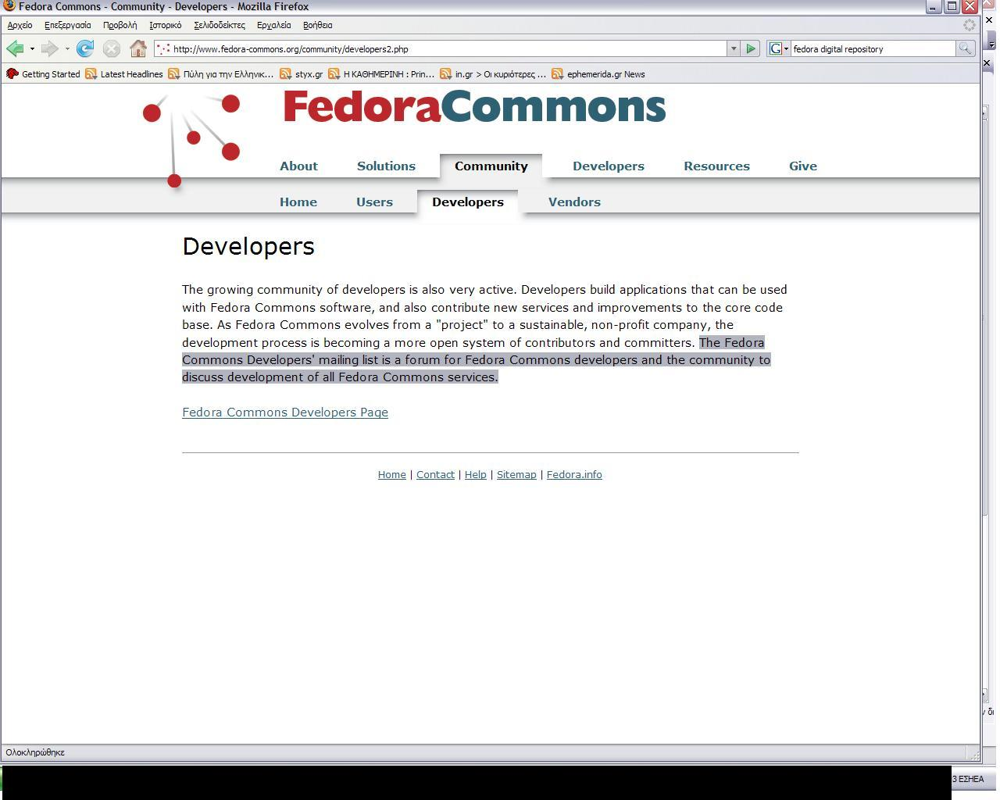 Fedora Commons - Community - Developers - Mozilla Firefox
Αρχείο Επεξεργασία Προβολή Ιστορικό Σελιδοδείκτες Εργαλεία Βοήθεια
http://www.fedora-commons.org/community/developers2.php fedora digital repository
Getting Started Latest Headlines Πύλη για την Ελληνικ... styx.gr Η ΚΑΘΗΜΕΡΙΝΗ : Prin... in.gr > Οι κυριότερες ... ephemerida.gr News
FedoraCommons
About Solutions Community Developers Resources Give
Home Users Developers Vendors
Developers
The growing community of developers is also very active. Developers build applications that can be used
with Fedora Commons software, and also contribute new services and improvements to the core code
base. As Fedora Commons evolves from a "project" to a sustainable, non-profit company, the
development process is becoming a more open system of contributors and committers. The Fedora
Commons Developers' mailing list is a forum for Fedora Commons developers and the community to
discuss development of all Fedora Commons services.
Fedora Commons Developers Page
Home | Contact | Help | Sitemap | Fedora.info
Ολοκληρώθηκε
3 ΕΣΗΕΑ